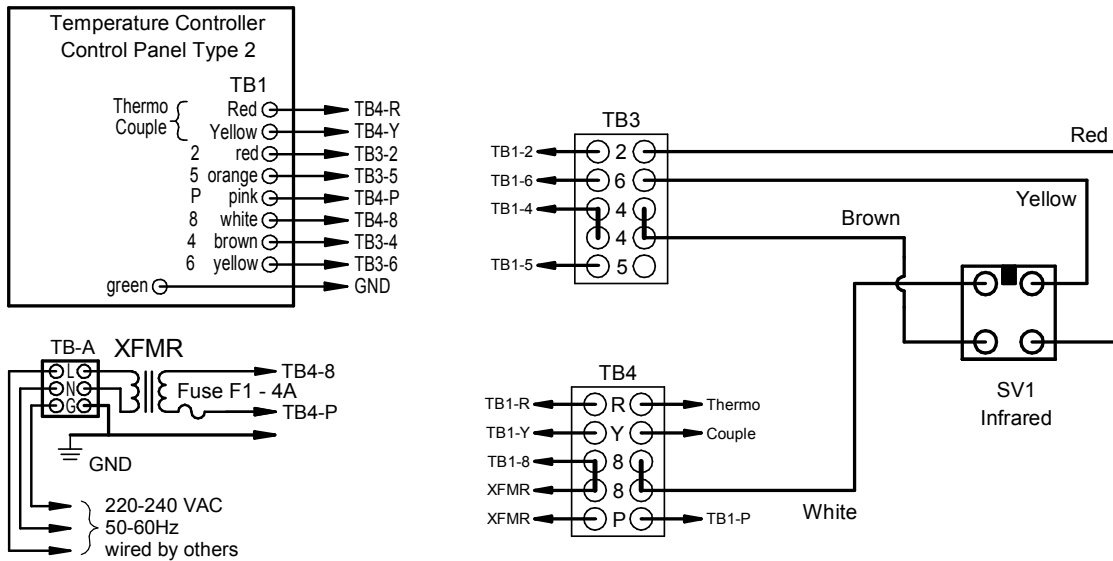 Temperature Controller
Control Panel Type 2
TB1
Thermo
Couple
Red TB4-R
Yellow TB4-Y
2 red TB3-2
5 orange TB3-5
P pink TB4-P
8 white TB4-8
4 brown TB3-4
6 yellow TB3-6
green GND
TB-A XFMR
L
N
G
TB4-8
Fuse F1 - 4A
TB4-P
GND
220-240 VAC
50-60Hz
wired by others
TB3
TB1-2 2
TB1-6 6
TB1-4 4
4
TB1-5 5
Red
Yellow
Brown
SV1
Infrared
TB4
TB1-R R Thermo
TB1-Y Y Couple
TB1-8 8
XFMR 8
XFMR P TB1-P
White